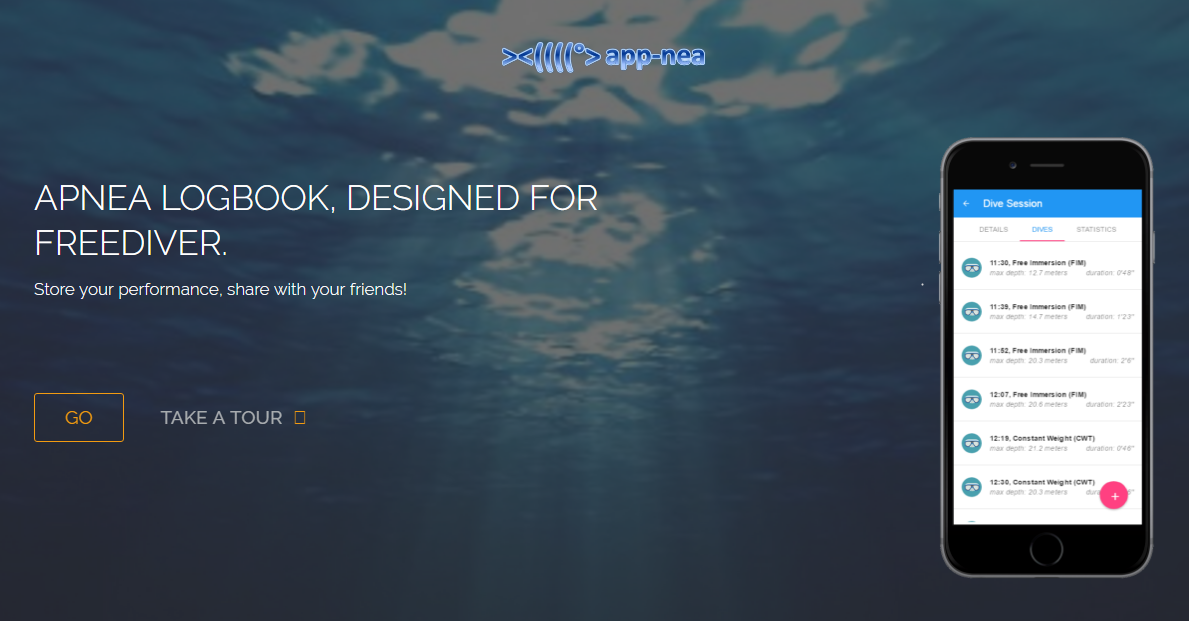 ><(((((°> app-nea
APNEA LOGBOOK, DESIGNED FOR
FREEDIVER.
Store your performance, share with your friends!
GO
TAKE A TOUR
Dive Session
DETAILS DIVES STATISTICS
11:30, Free Immersion (FIM)
max depth: 12.7 meters duration: 0'48"
11:39, Free Immersion (FIM)
max depth: 14.7 meters duration: 1'23"
11:52, Free Immersion (FIM)
max depth: 20.3 meters duration: 2'6"
12:07, Free Immersion (FIM)
max depth: 20.6 meters duration: 2'23"
12:19, Constant Weight (CWT)
max depth: 21.2 meters duration: 0'46"
12:30, Constant Weight (CWT)
max depth: 20.3 meters
+